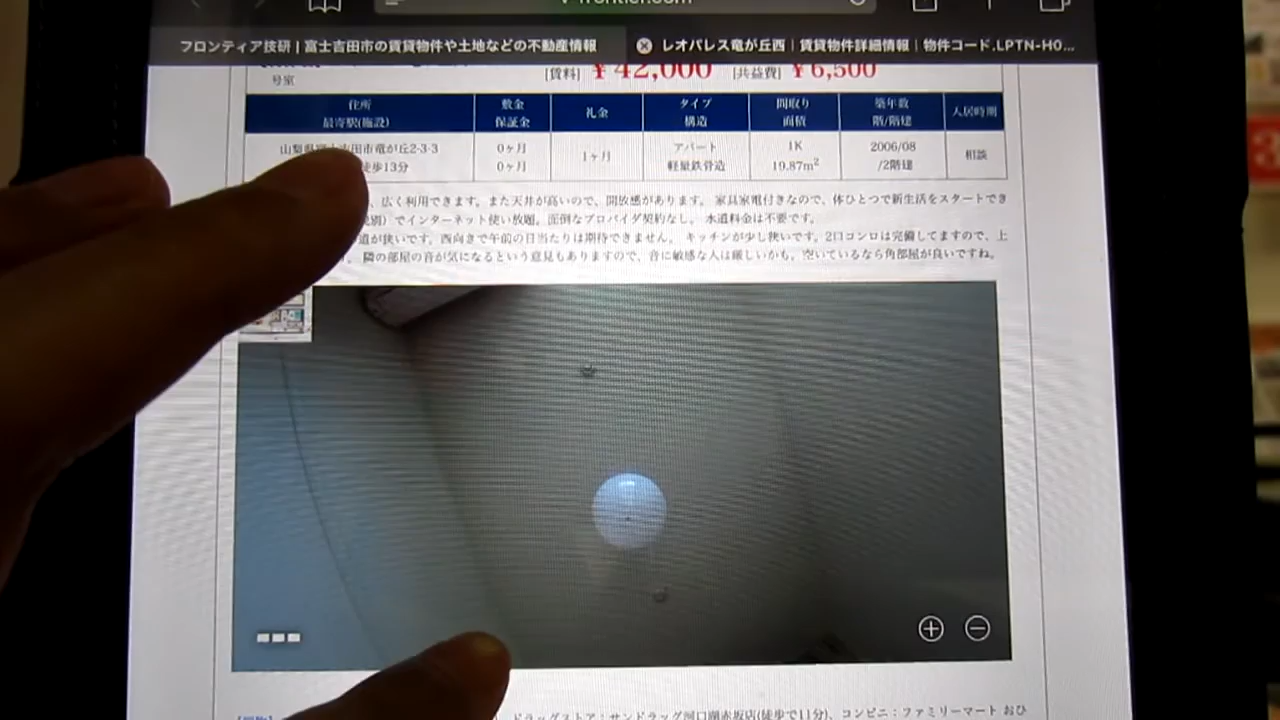 v-frontier.com
フロンティア技研 | 富士吉田市の賃貸物件や土地などの不動産情報
レオパレス竜が丘西 | 賃貸物件詳細情報 | 物件コード.LPTN-H0...
号室 [賃料] ¥42,000 [共益費] ¥6,500
住所 敷金 礼金 タイプ 間取り 築年数 入居時期
最寄駅(施設) 保証金 構造 面積 階/階建
山梨県 吉田市竜が丘2-3-3 0ヶ月 1ヶ月 アパート 1K 2006/08 相談
徒歩13分 0ヶ月 軽量鉄骨造 19.87m² /2階建
、広く利用できます。また天井が高いので、開放感があります。 家具家電付きなので、体ひとつで新生活をスタートでき
別）でインターネット使い放題。面倒なプロバイダ契約なし。 水道料金は不要です。
道が狭いです。西向きで午前の日当たりは期待できません。 キッチンが少し狭いです。2口コンロは完備してますので、上
。 隣の部屋の音が気になるという意見もありますので、音に敏感な人は厳しいかも。空いているなら角部屋が良いですね。
ドラッグストア：サンドラッグ河口湖赤坂店(徒歩で11分)、コンビニ：ファミリーマート おひ